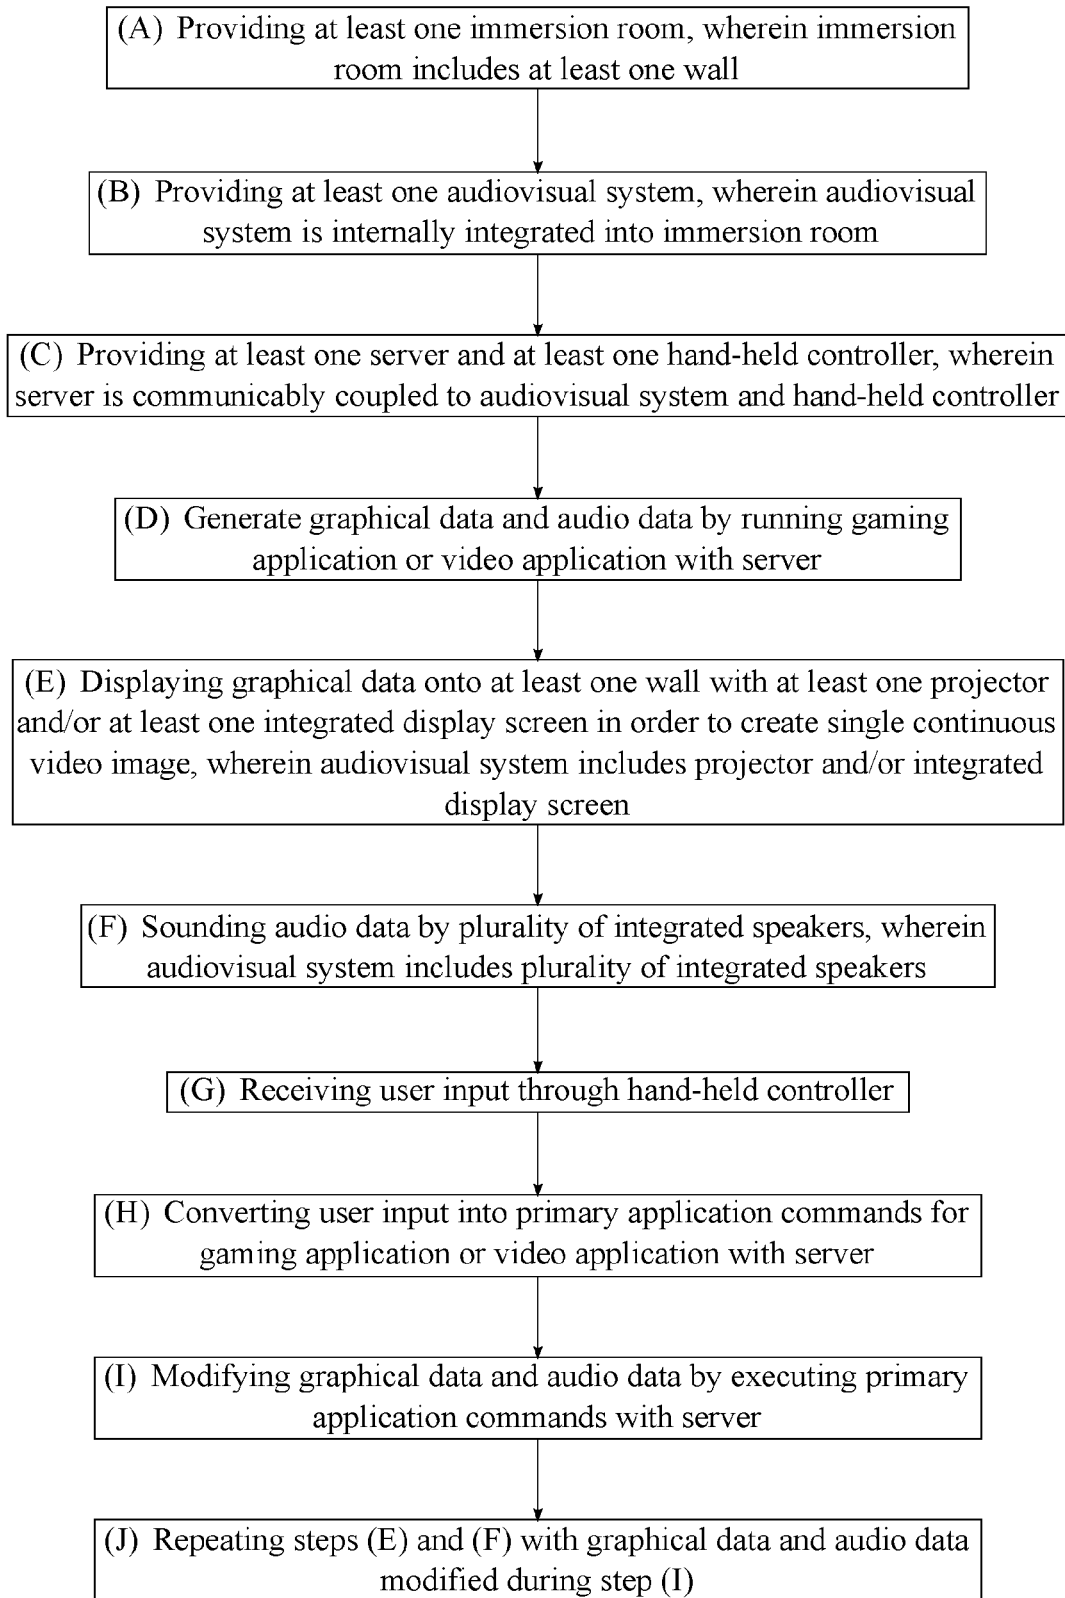 (A) Providing at least one immersion room, wherein immersion
room includes at least one wall
(B) Providing at least one audiovisual system, wherein audiovisual
system is internally integrated into immersion room
(C) Providing at least one server and at least one hand-held controller, wherein
server is communicably coupled to audiovisual system and hand-held controller
(D) Generate graphical data and audio data by running gaming
application or video application with server
(E) Displaying graphical data onto at least one wall with at least one projector
and/or at least one integrated display screen in order to create single continuous
video image, wherein audiovisual system includes projector and/or integrated
display screen
(F) Sounding audio data by plurality of integrated speakers, wherein
audiovisual system includes plurality of integrated speakers
(G) Receiving user input through hand-held controller
(H) Converting user input into primary application commands for
gaming application or video application with server
(I) Modifying graphical data and audio data by executing primary
application commands with server
(J) Repeating steps (E) and (F) with graphical data and audio data
modified during step (I)